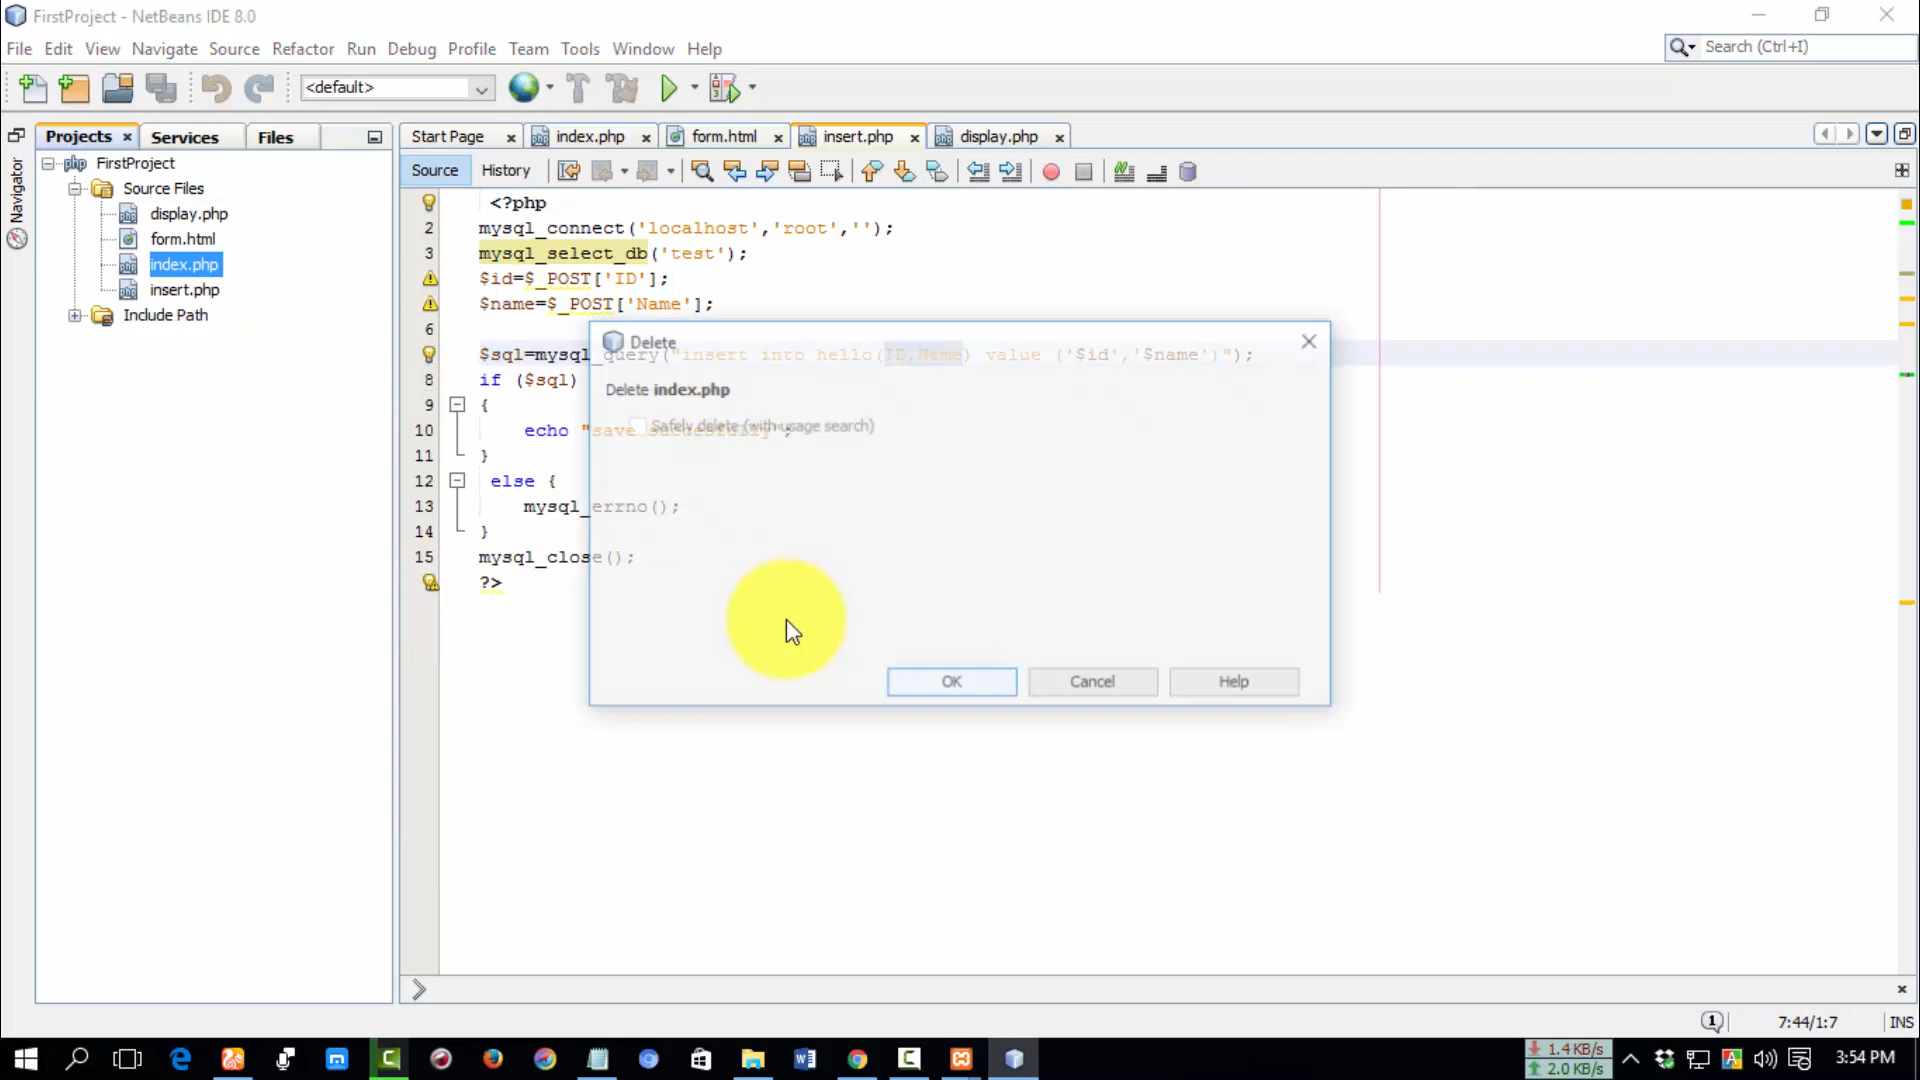 FirstProject - NetBeans IDE 8.0
File Edit View Navigate Source Refactor Run Debug Profile Team Tools Window Help
Search (Ctrl+I)
<default>
Projects Services Files
Start Page index.php form.html insert.php display.php
Source History
Navigator
FirstProject
Source Files
display.php
form.html
index.php
insert.php
Include Path
<?php
2 mysql_connect('localhost','root','');
3 mysql_select_db('test');
$id=$_POST['ID'];
$name=$_POST['Name'];
6
$sql=mysql_query("insert into hello(ID,Name) value ('$id','$name')");
8 if ($sql)
9 {
10 echo "save
11 }
12 else {
13 mysql_errno();
14 }
15 mysql_close();
?>
Delete
Delete index.php
Safely delete (with usage search)
OK Cancel Help
7:44/1:7 INS
1.4 KB/s
2.0 KB/s
3:54 PM